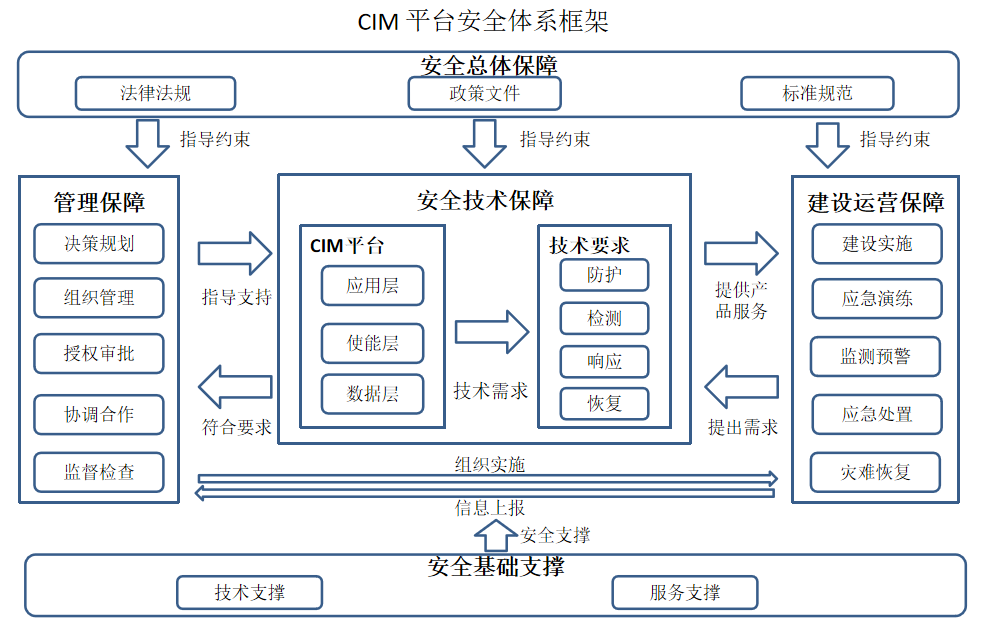 CIM 平台安全体系框架
安全总体保障
法律法规
政策文件
标准规范
指导约束
指导约束
指导约束
管理保障
决策规划
组织管理
授权审批
协调合作
监督检查
指导支持
符合要求
安全技术保障
CIM平台
应用层
使能层
数据层
技术需求
技术要求
防护
检测
响应
恢复
提供产
品服务
提出需求
建设运营保障
建设实施
应急演练
监测预警
应急处置
灾难恢复
组织实施
信息上报
安全支撑
安全基础支撑
技术支撑
服务支撑